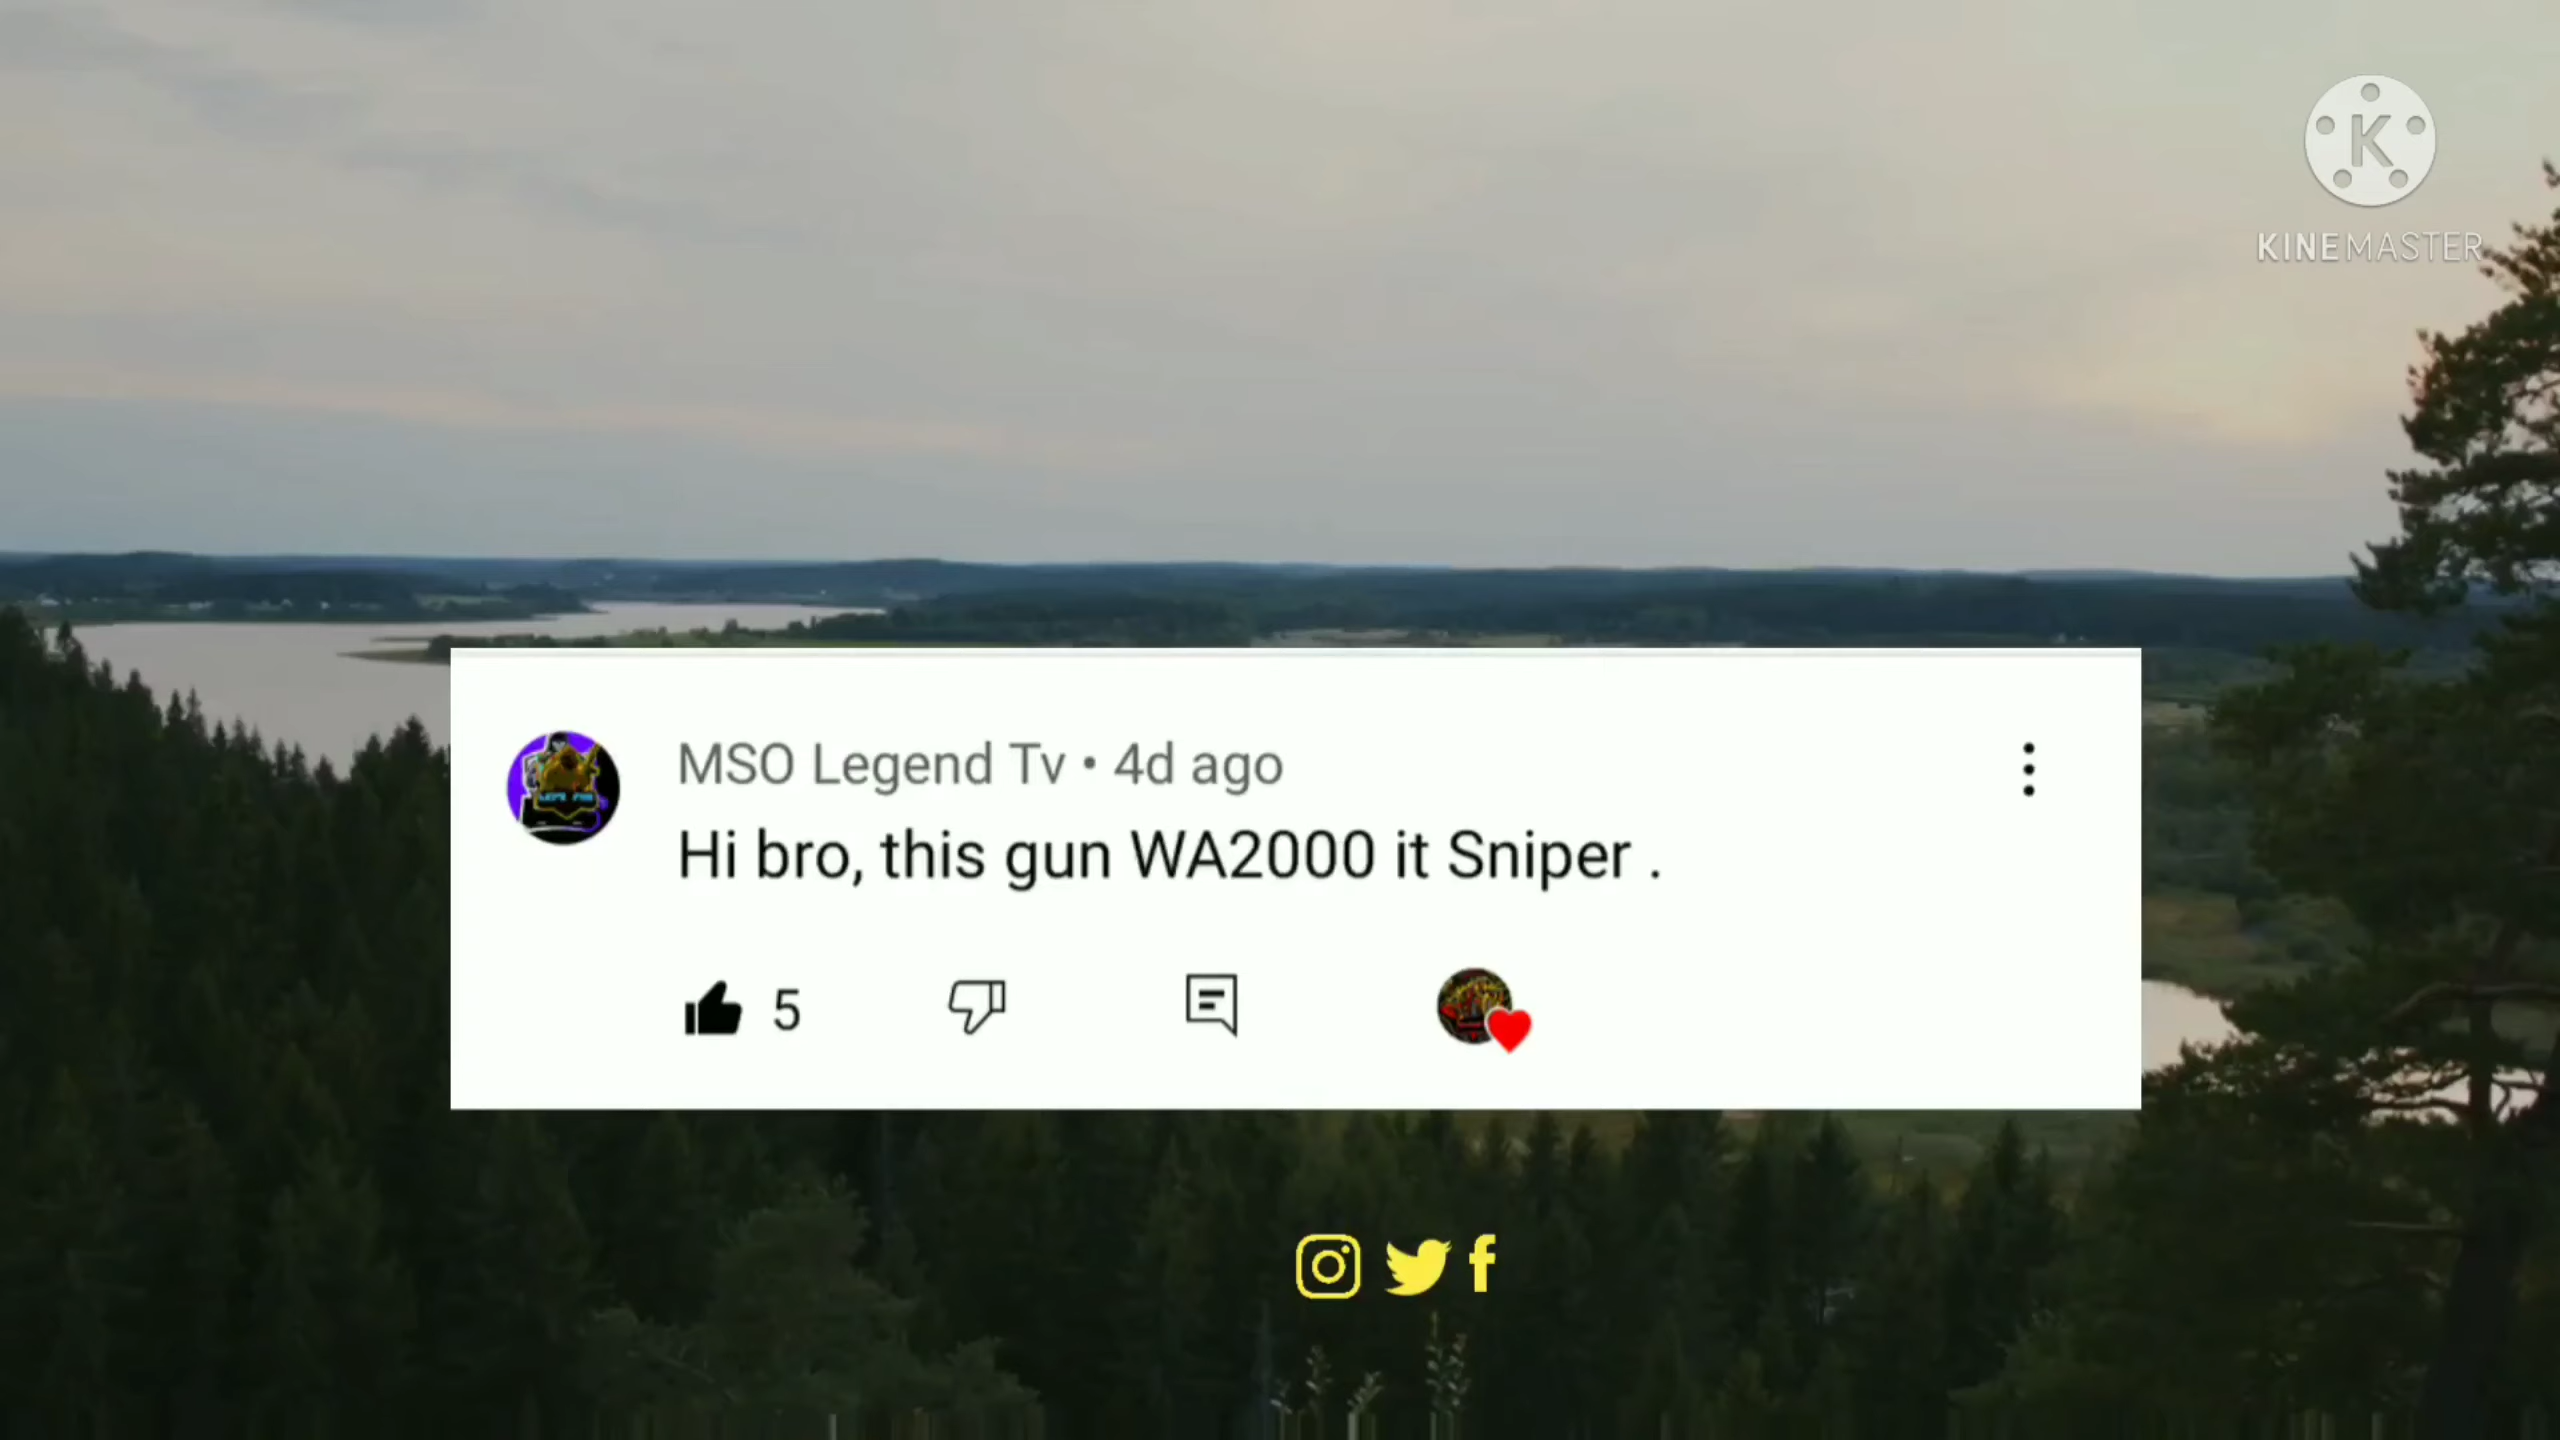 K
KINEMASTER
MSO Legend Tv • 4d ago
Hi bro, this gun WA2000 it Sniper .
5